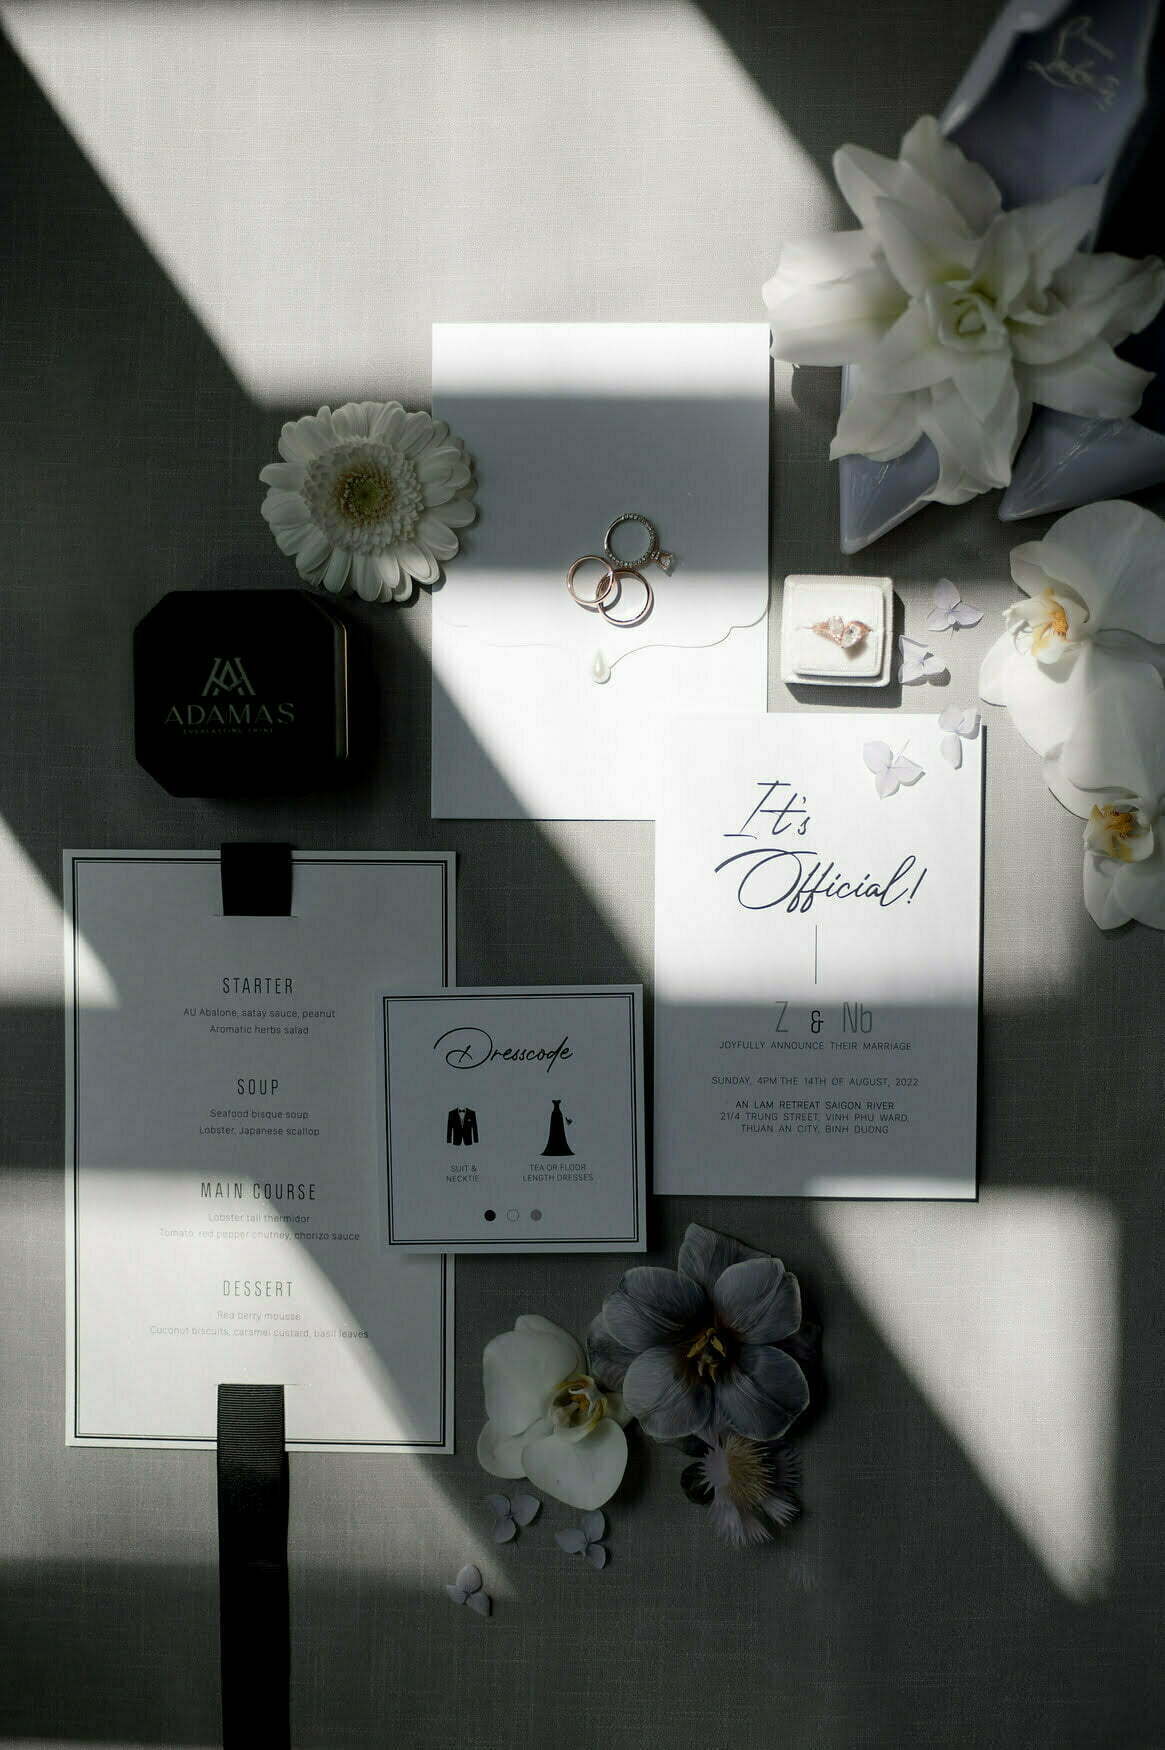 ADAMAS
EVERLASTING SHINE
It's
Official!
Z & Nb
JOYFULLY ANNOUNCE THEIR MARRIAGE
SUNDAY, 4PM THE 14TH OF AUGUST, 2022
AN LAM RETREAT SAIGON RIVER
21/4 TRUNG STREET, VINH PHU WARD,
THUAN AN CITY, BINH DUONG
STARTER
AU Abalone, satay sauce, peanut
Aromatic herbs salad
SOUP
Seafood bisque soup
Lobster, Japanese scallop
MAIN COURSE
Lobster tail thermidor
Tomato, red pepper chutney, chorizo sauce
DESSERT
Red berry mousse
Coconut biscuits, caramel custard, basil leaves
Dresscode
SUIT &
NECKTIE
TEA OR FLOOR
LENGTH DRESSES